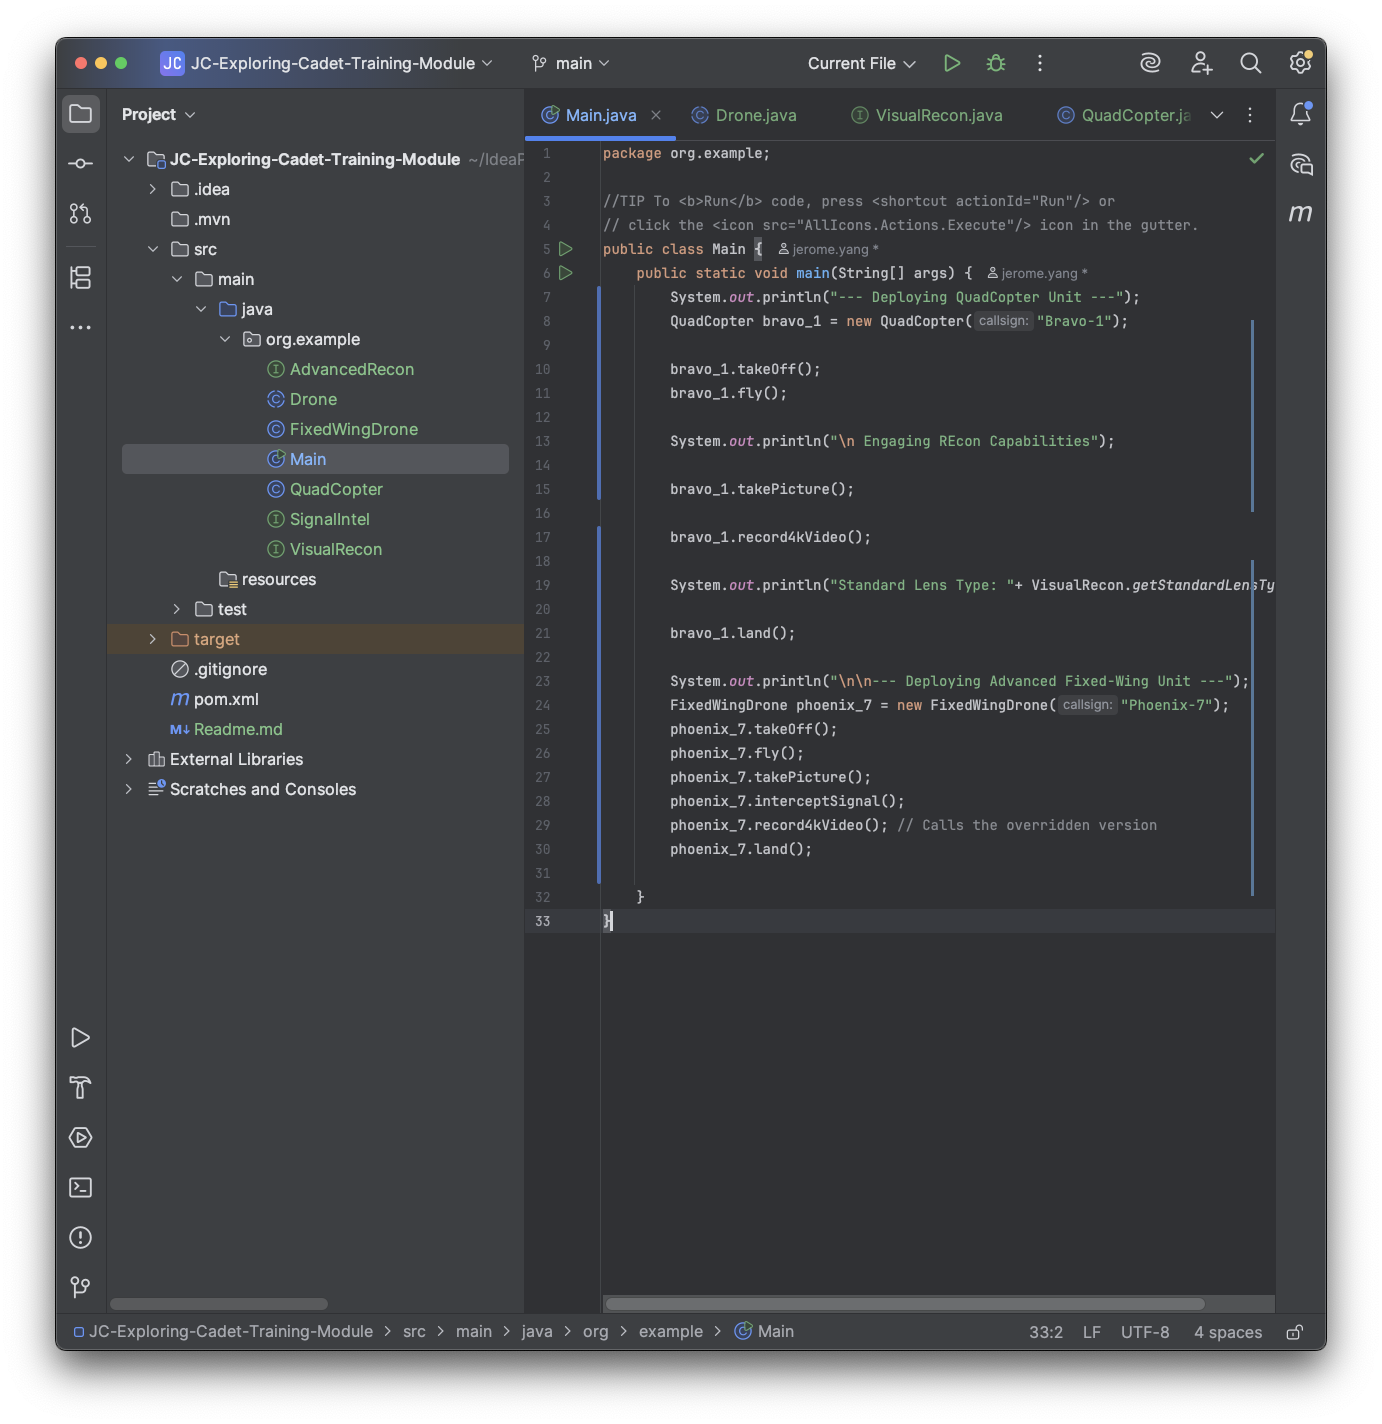 JC JC-Exploring-Cadet-Training-Module main Current File
Project
JC-Exploring-Cadet-Training-Module ~/IdeaP
.idea
.mvn
src
main
java
org.example
AdvancedRecon
Drone
FixedWingDrone
Main
QuadCopter
SignalIntel
VisualRecon
resources
test
target
.gitignore
pom.xml
Readme.md
External Libraries
Scratches and Consoles
Main.java Drone.java VisualRecon.java QuadCopter.ja
1 package org.example;
2
3 //TIP To <b>Run</b> code, press <shortcut actionId="Run"/> or
4 // click the <icon src="AllIcons.Actions.Execute"/> icon in the gutter.
5 public class Main { jerome.yang *
6 public static void main(String[] args) { jerome.yang *
7 System.out.println("--- Deploying QuadCopter Unit ---");
8 QuadCopter bravo_1 = new QuadCopter( callsign: "Bravo-1");
9
10 bravo_1.takeOff();
11 bravo_1.fly();
12
13 System.out.println("\n Engaging REcon Capabilities");
14
15 bravo_1.takePicture();
16
17 bravo_1.record4kVideo();
18
19 System.out.println("Standard Lens Type: "+ VisualRecon.getStandardLensTy
20
21 bravo_1.land();
22
23 System.out.println("\n\n--- Deploying Advanced Fixed-Wing Unit ---");
24 FixedWingDrone phoenix_7 = new FixedWingDrone( callsign: "Phoenix-7");
25 phoenix_7.takeOff();
26 phoenix_7.fly();
27 phoenix_7.takePicture();
28 phoenix_7.interceptSignal();
29 phoenix_7.record4kVideo(); // Calls the overridden version
30 phoenix_7.land();
31
32 }
33 }
m
JC-Exploring-Cadet-Training-Module > src > main > java > org > example > Main 33:2 LF UTF-8 4 spaces